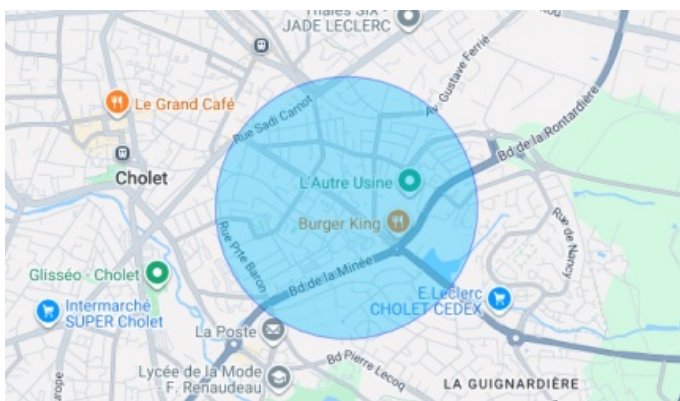 Thales SIX -
JADE LECLERC
Le Grand Café
Rue Sadi Carnot
Av. Gustave Ferrié
Bd de la Rontardière
Cholet
L'Autre Usine
Burger King
Rue Prte Baron
Bd de la Minée
Rue de Nancy
Glisséo - Cholet
E.Leclerc
CHOLET CEDEX
Intermarché
SUPER Cholet
La Poste
Bd Pierre Lecoq
Lycée de la Mode
- F. Renaudeau
LA GUIGNARDIÈRE